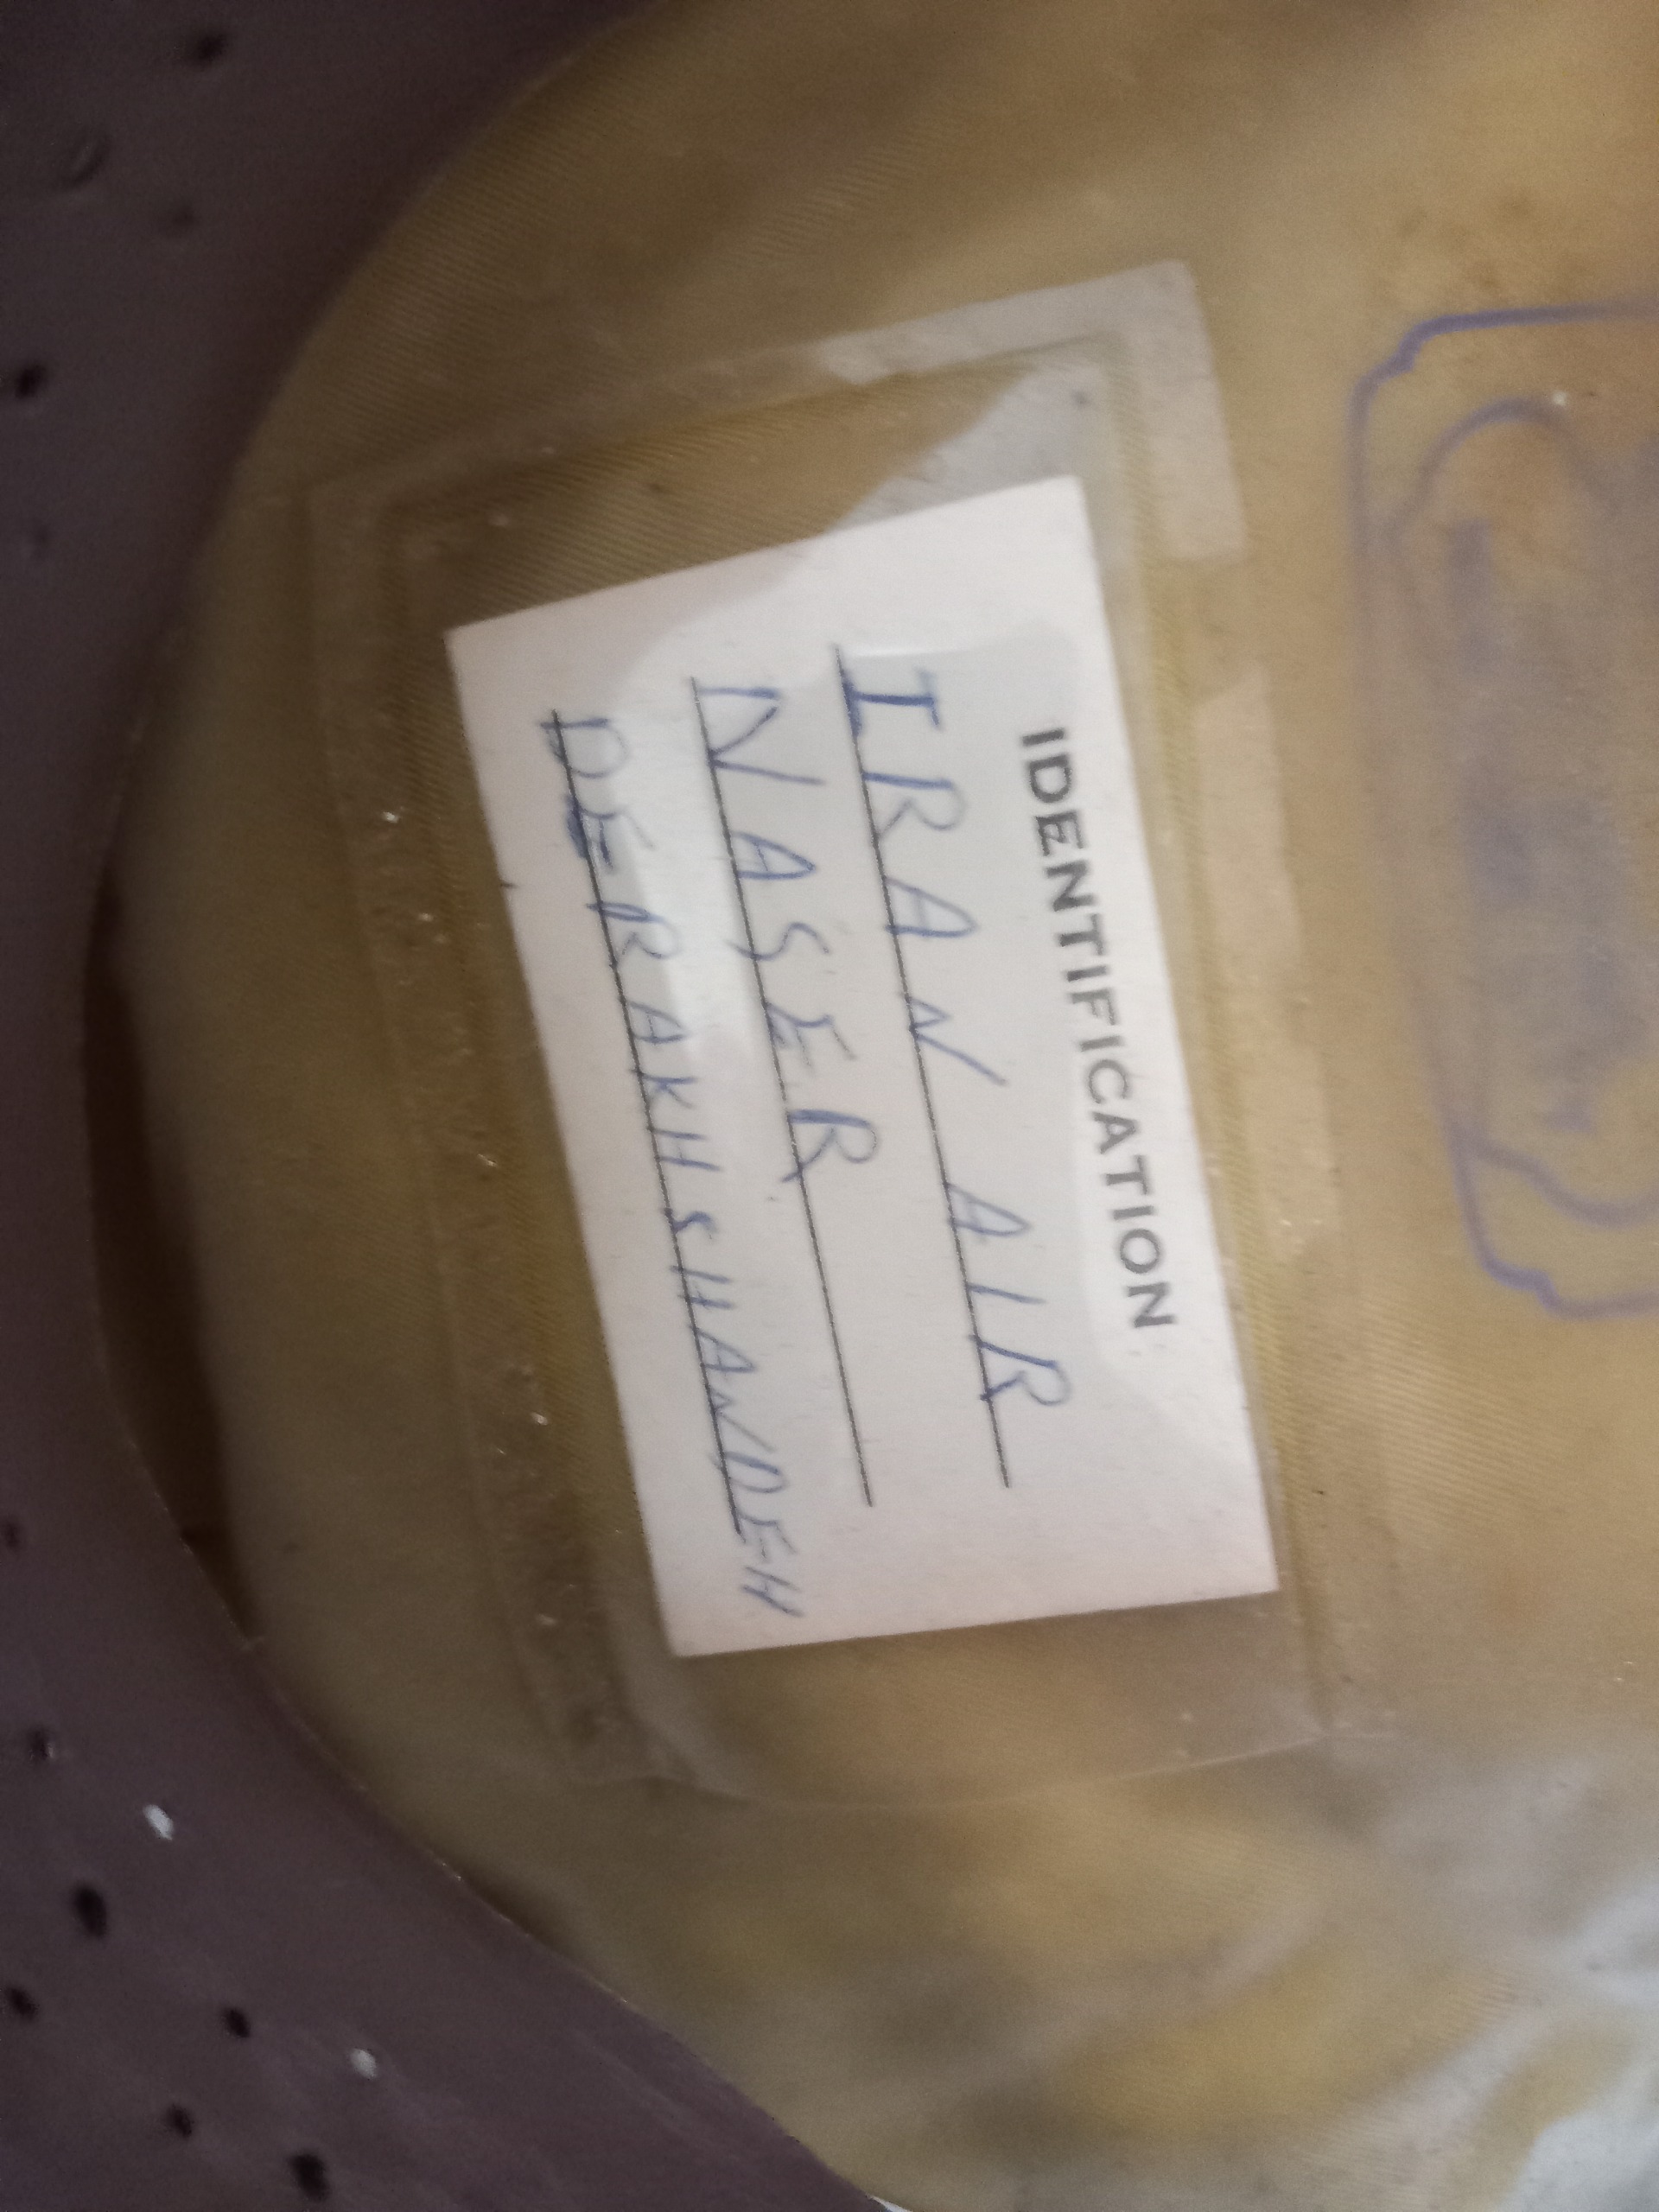 IDENTIFICATION
IRAN AIR
NASER
DERAKHSHANDEH